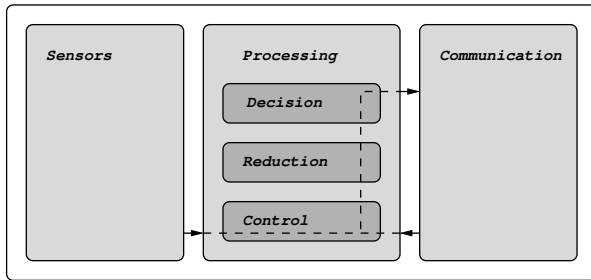 Sensors
Processing
Communication
Decision
Reduction
Control